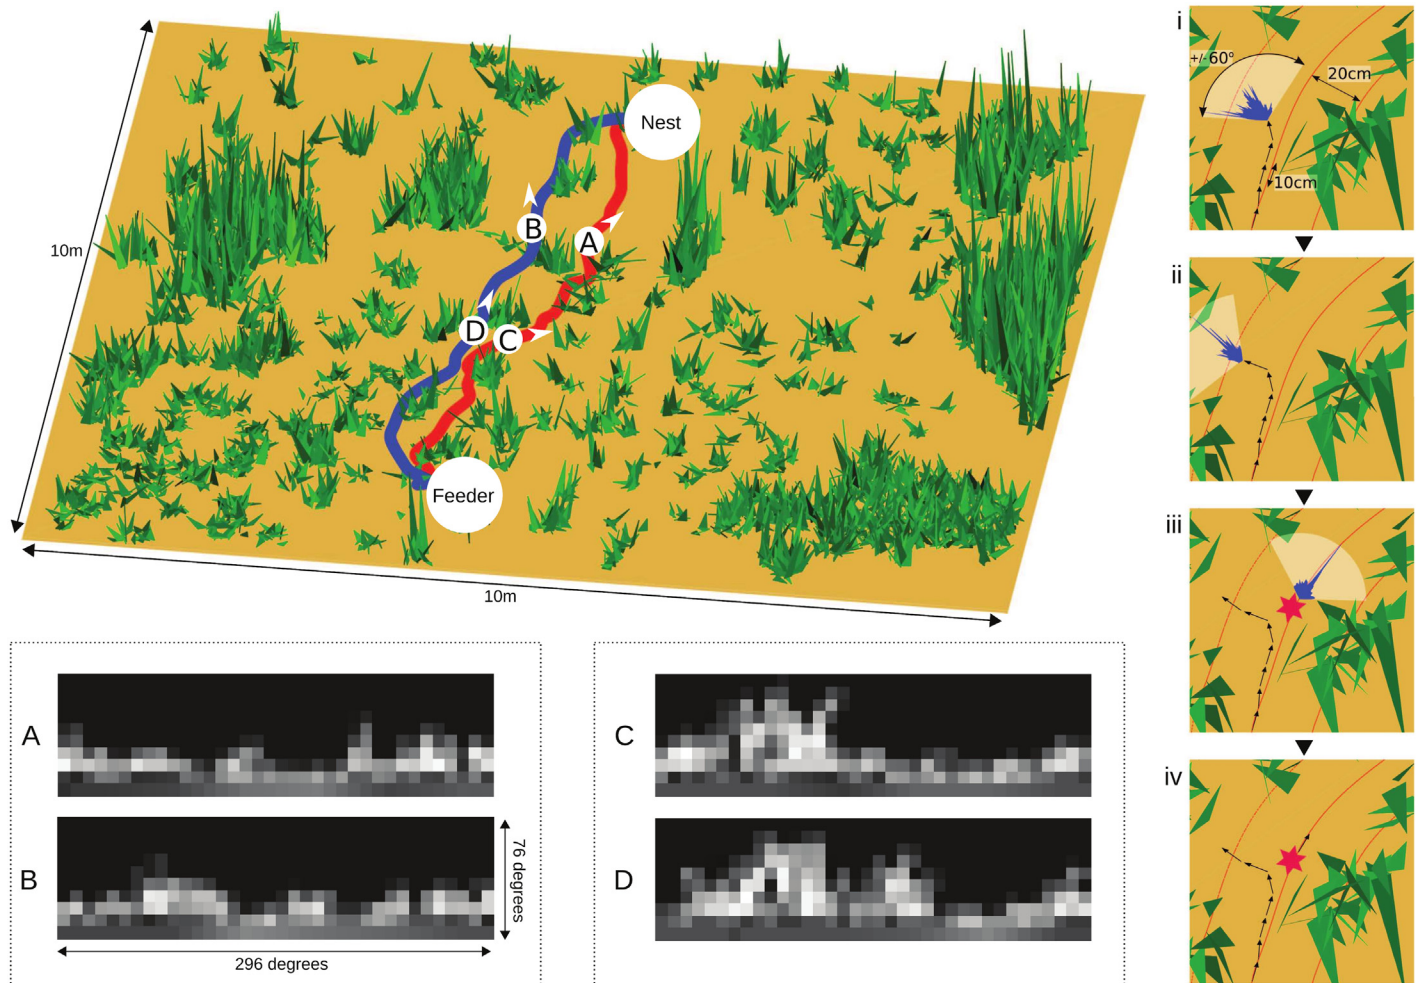 Nest
B
A
10m
D
C
Feeder
10m
A
B
76 degrees
296 degrees
C
D
i
+/-60°
20cm
10cm
ii
iii
iv